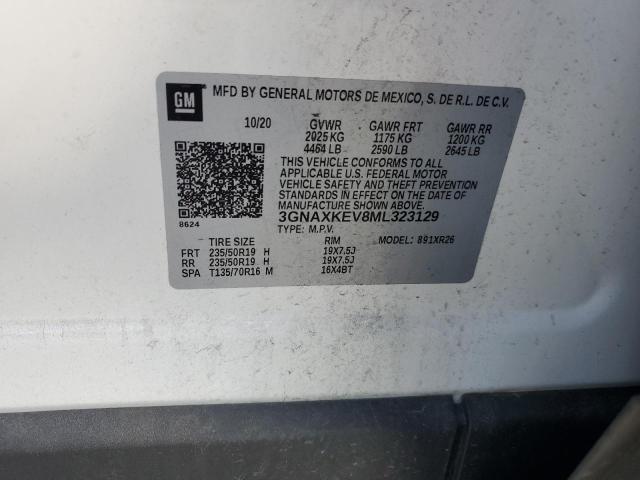 GM
MFD BY GENERAL MOTORS DE MEXICO, S. DE R.L. DE C.V.
10/20 GVWR GAWR FRT GAWR RR
2025 KG 1175 KG 1200 KG
4464 LB 2590 LB 2645 LB
THIS VEHICLE CONFORMS TO ALL
APPLICABLE U.S. FEDERAL MOTOR
VEHICLE SAFETY AND THEFT PREVENTION
STANDARDS IN EFFECT ON THE DATE OF
MANUFACTURE SHOWN ABOVE.
3GNAXKEV8ML323129
8624
TYPE: M.P.V. MODEL: 891XR26
TIRE SIZE RIM
FRT 235/50R19 H 19X7.5J
RR 235/50R19 H 19X7.5J
SPA T135/70R16 M 16X4BT